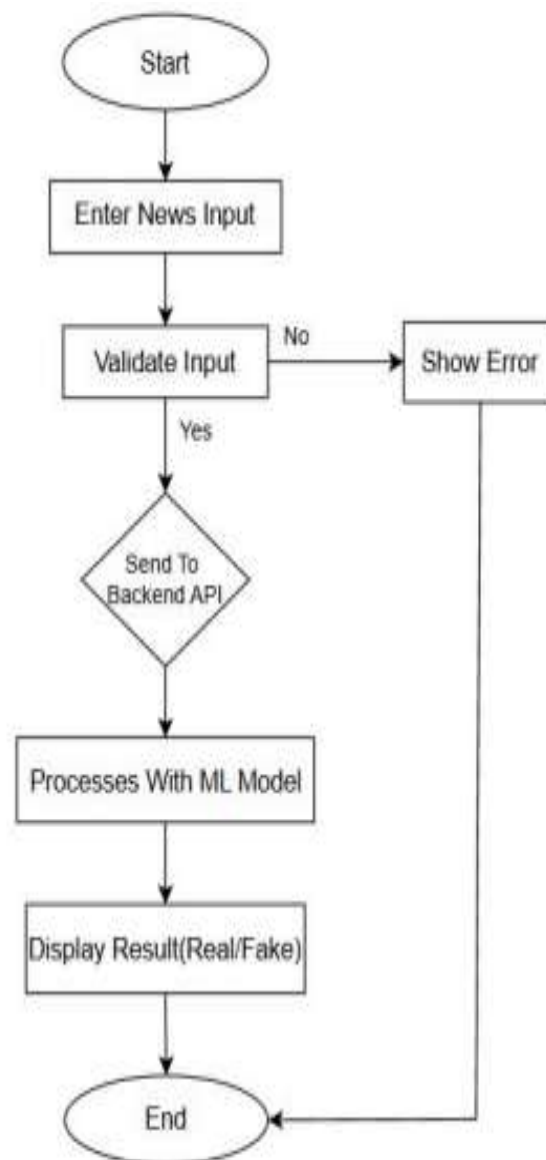 Start
Enter News Input
Validate Input
No
Show Error
Yes
Send To
Backend API
Processes With ML Model
Display Result(Real/Fake)
End